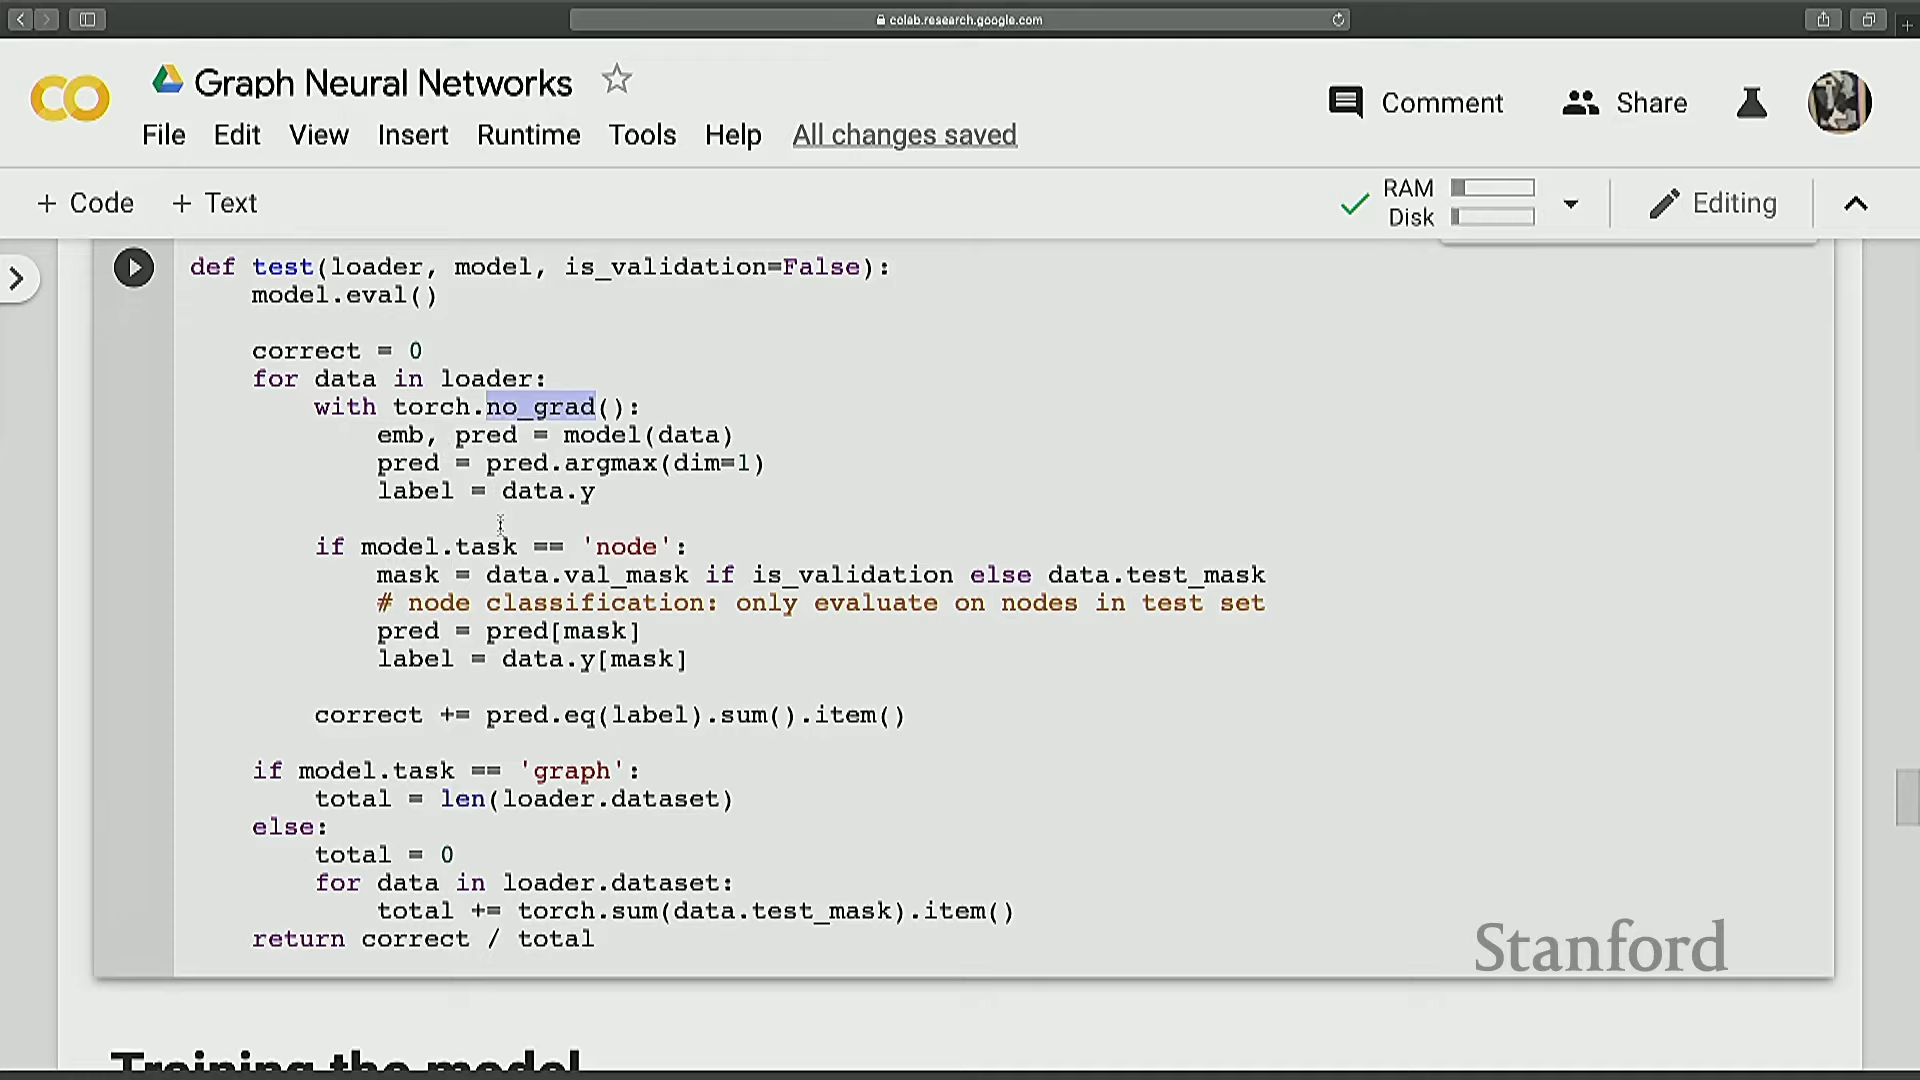 colab.research.google.com
Graph Neural Networks
File Edit View Insert Runtime Tools Help All changes saved
Comment Share
+ Code + Text
RAM
Disk
Editing
def test(loader, model, is_validation=False):
    model.eval()
    correct = 0
    for data in loader:
        with torch.no_grad():
            emb, pred = model(data)
            pred = pred.argmax(dim=1)
            label = data.y
        if model.task == 'node':
            mask = data.val_mask if is_validation else data.test_mask
            # node classification: only evaluate on nodes in test set
            pred = pred[mask]
            label = data.y[mask]
        correct += pred.eq(label).sum().item()
    if model.task == 'graph':
        total = len(loader.dataset)
    else:
        total = 0
        for data in loader.dataset:
            total += torch.sum(data.test_mask).item()
    return correct / total
Stanford
Training the model